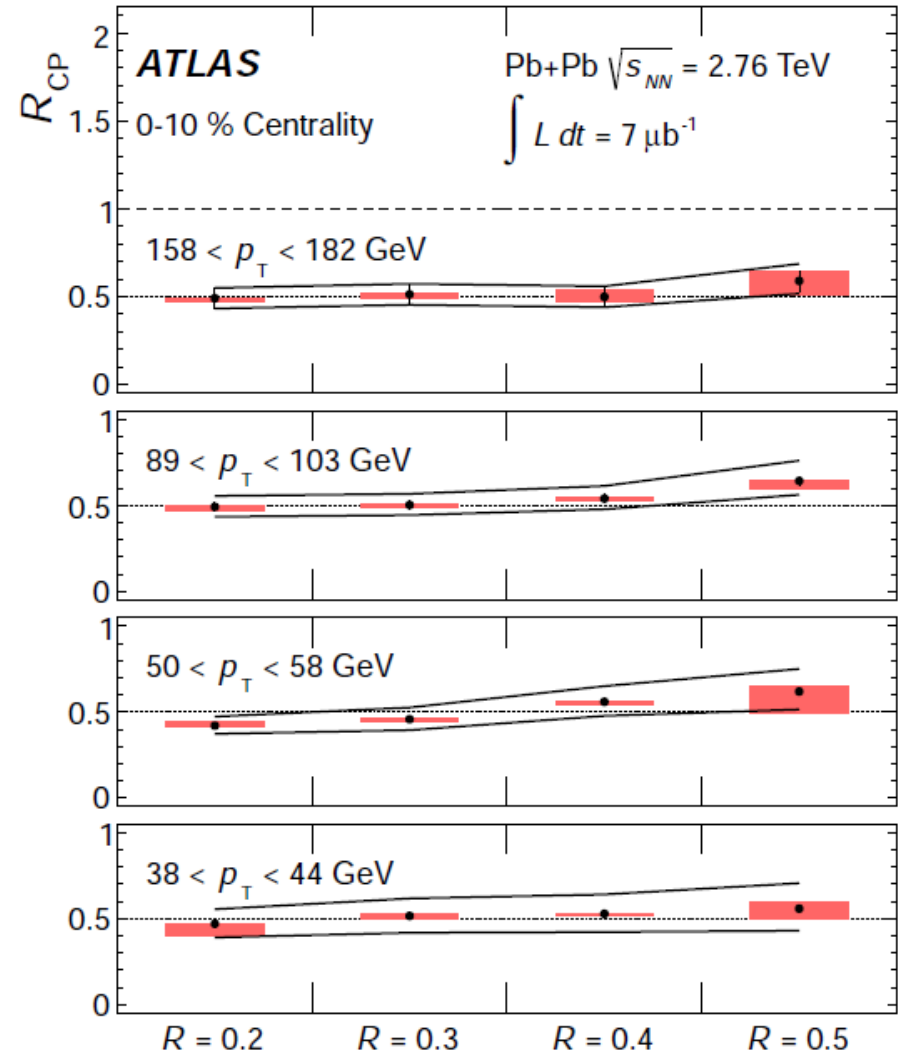 R_CP
2
1.5
1
0.5
0
ATLAS
0-10 % Centrality
Pb+Pb √s_NN = 2.76 TeV
∫ L dt = 7 μb⁻¹
158 < p_T < 182 GeV
1
0.5
0
89 < p_T < 103 GeV
1
0.5
0
50 < p_T < 58 GeV
1
0.5
0
38 < p_T < 44 GeV
R = 0.2 R = 0.3 R = 0.4 R = 0.5